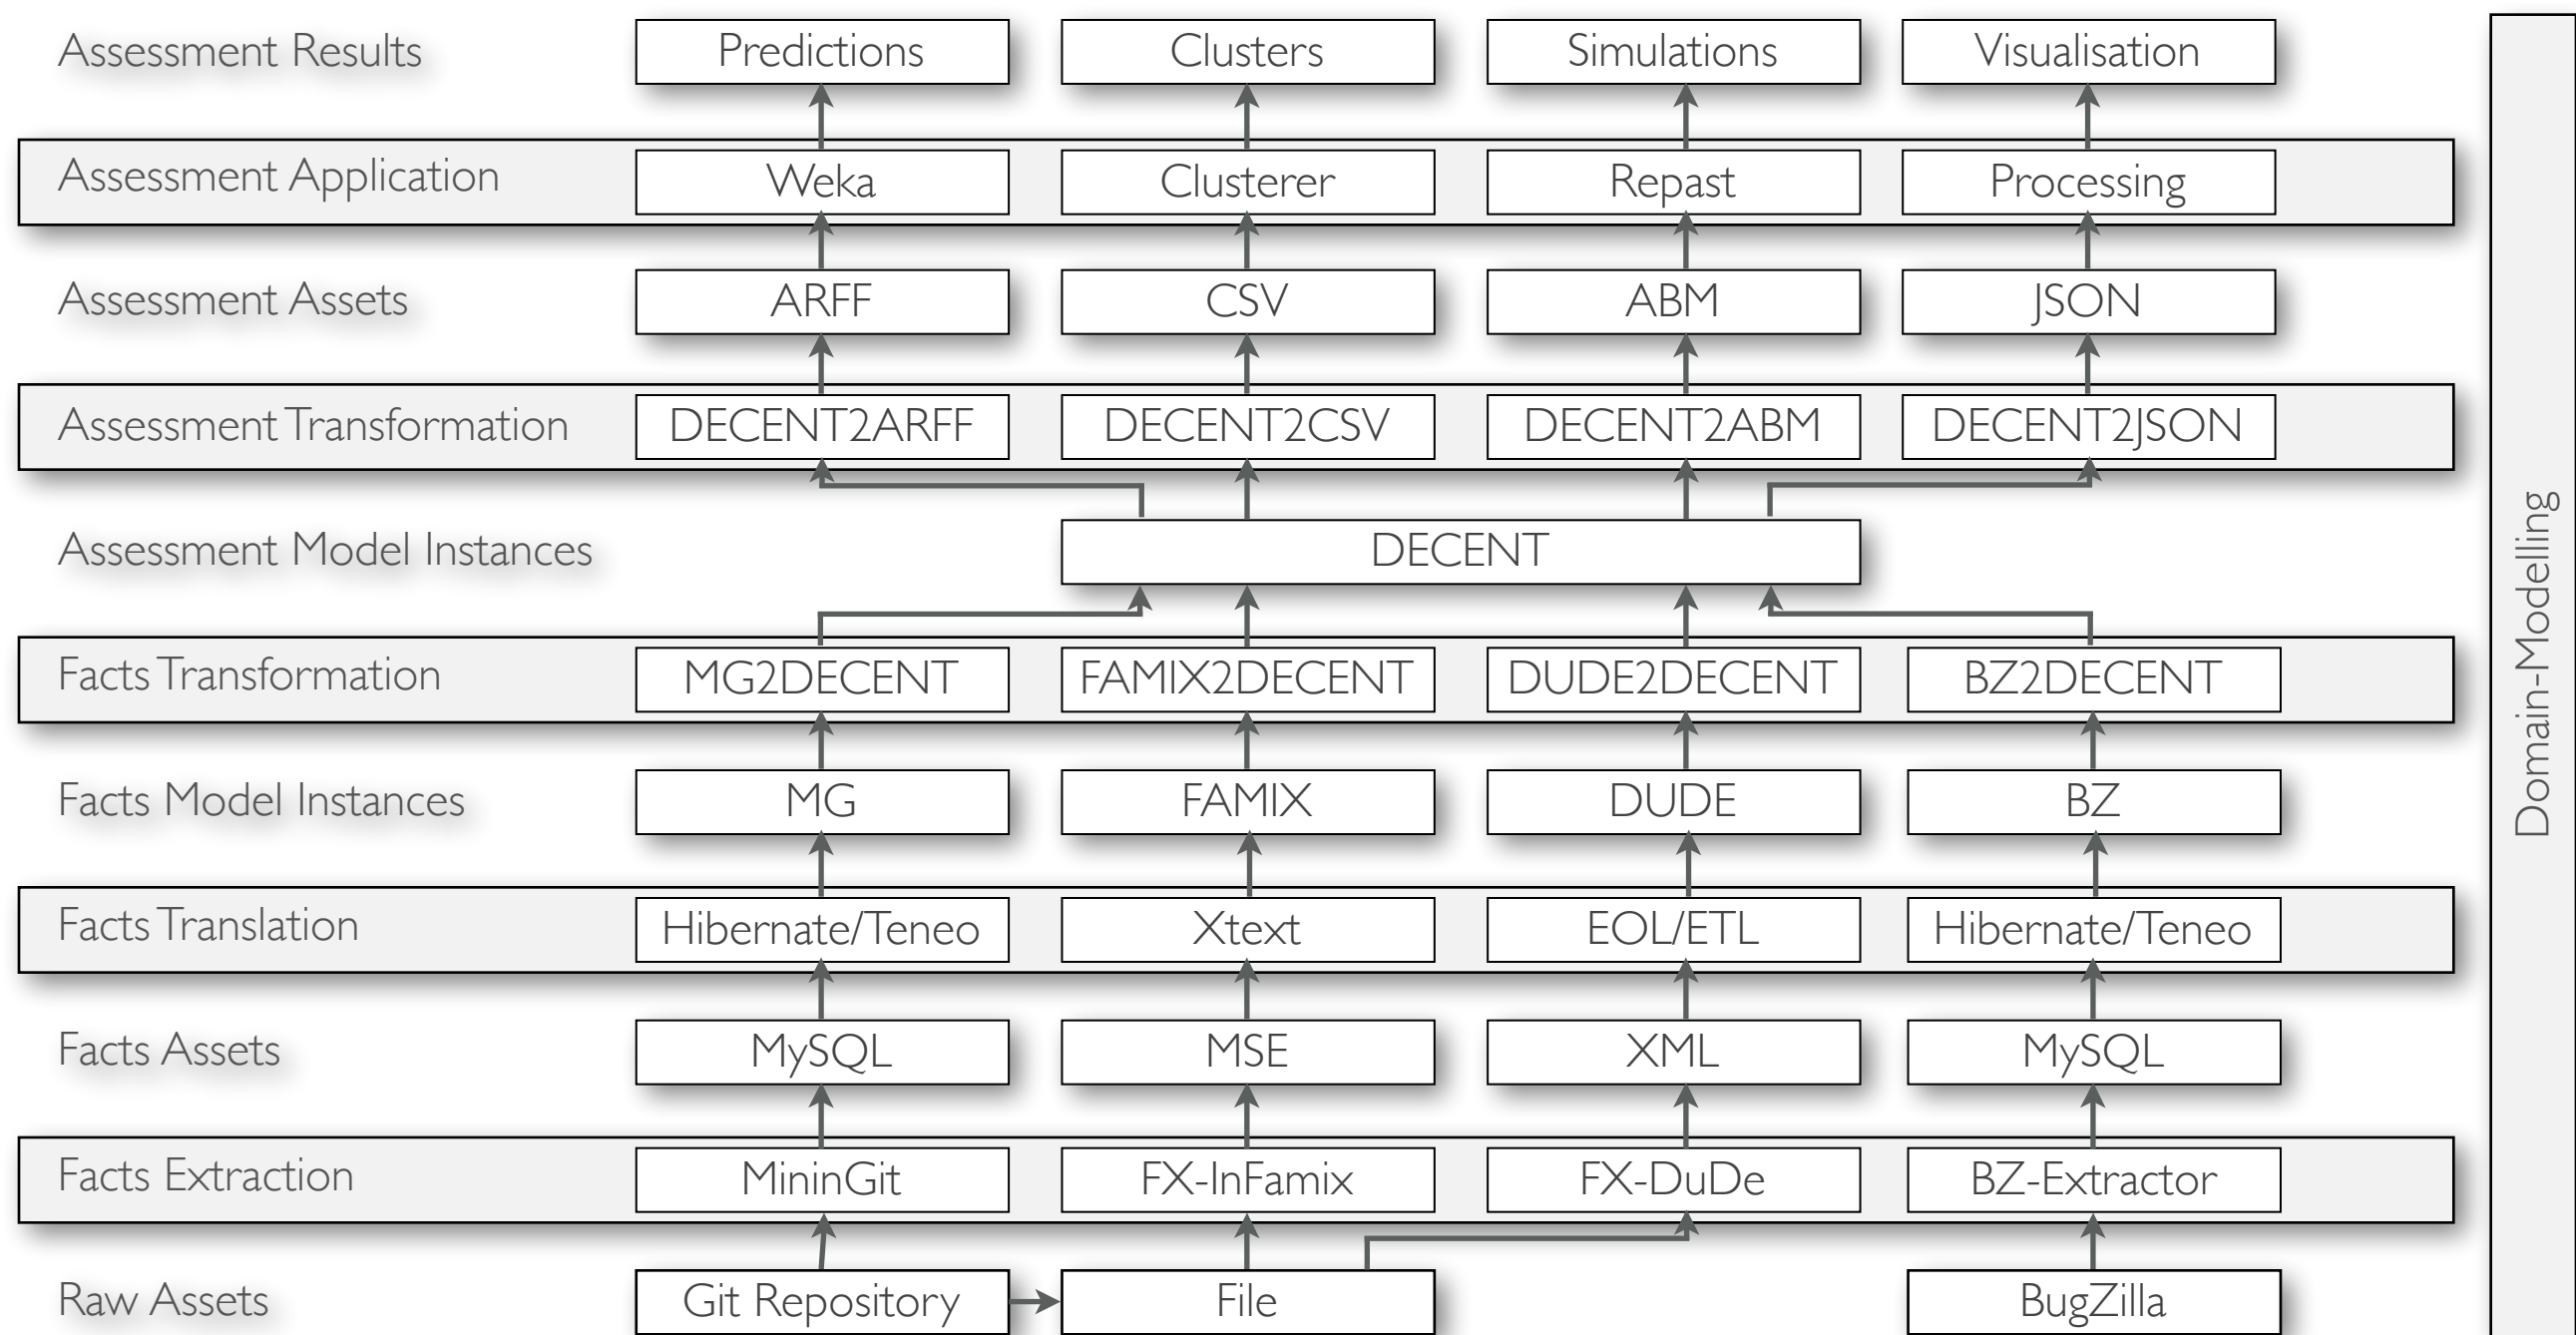 Assessment Results
Predictions
Clusters
Simulations
Visualisation
Assessment Application
Weka
Clusterer
Repast
Processing
Assessment Assets
ARFF
CSV
ABM
JSON
Assessment Transformation
DECENT2ARFF
DECENT2CSV
DECENT2ABM
DECENT2JSON
Assessment Model Instances
DECENT
Facts Transformation
MG2DECENT
FAMIX2DECENT
DUDE2DECENT
BZ2DECENT
Facts Model Instances
MG
FAMIX
DUDE
BZ
Facts Translation
Hibernate/Teneo
Xtext
EOL/ETL
Hibernate/Teneo
Facts Assets
MySQL
MSE
XML
MySQL
Facts Extraction
MininGit
FX-InFamix
FX-DuDe
BZ-Extractor
Raw Assets
Git Repository
File
BugZilla
Domain-Modelling